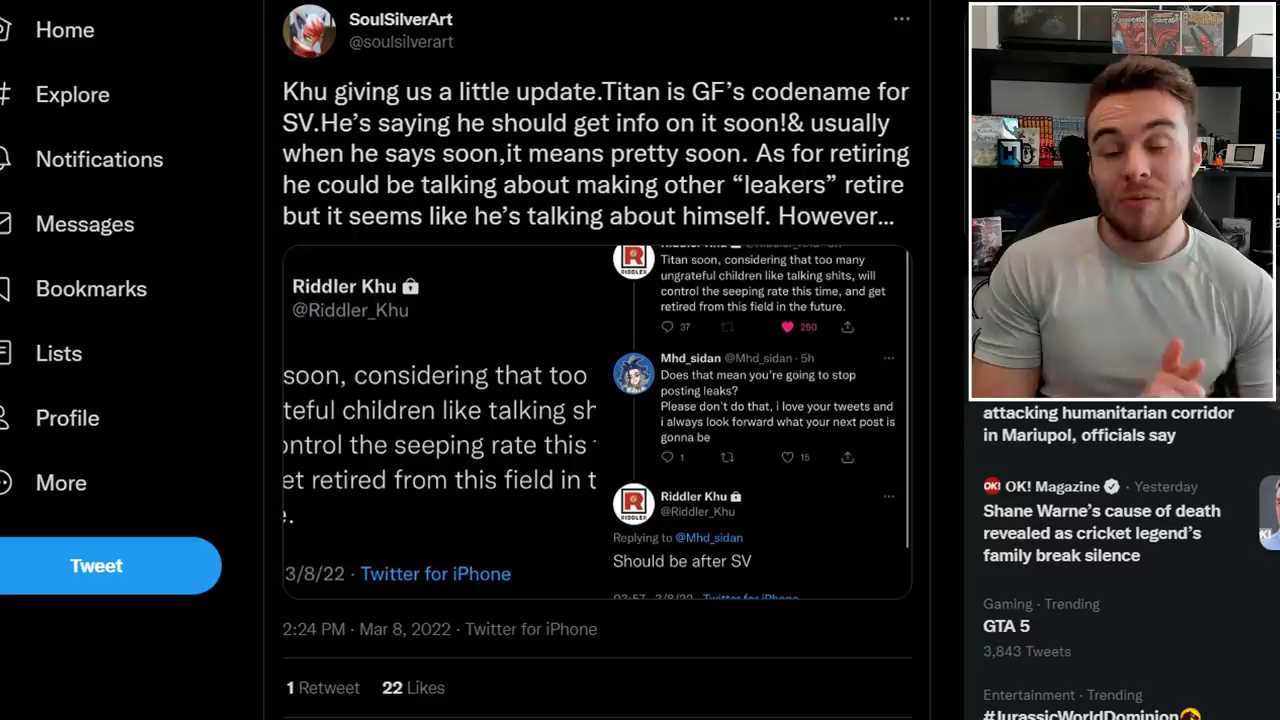 Home
Explore
Notifications
Messages
Bookmarks
Lists
Profile
More
Tweet
SoulSilverArt
@soulsilverart
Khu giving us a little update.Titan is GF's codename for
SV.He's saying he should get info on it soon!& usually
when he says soon,it means pretty soon. As for retiring
he could be talking about making other “leakers” retire
but it seems like he's talking about himself. However...
Riddler Khu
@Riddler_Khu
soon, considering that too
teful children like talking sh
ontrol the seeping rate this
et retired from this field in t
e.
3/8/22 · Twitter for iPhone
Titan soon, considering that too many
ungrateful children like talking shits, will
control the seeping rate this time, and get
retired from this field in the future.
37 250
Mhd_sidan @Mhd_sidan · 5h
Does that mean you're going to stop
posting leaks?
Please don't do that, i love your tweets and
i always look forward what your next post is
gonna be
1 15
Riddler Khu
@Riddler_Khu
Replying to @Mhd_sidan
Should be after SV
2:24 PM · Mar 8, 2022 · Twitter for iPhone
1 Retweet 22 Likes
attacking humanitarian corridor
in Mariupol, officials say
OK! Magazine · Yesterday
Shane Warne's cause of death
revealed as cricket legend's
family break silence
Gaming · Trending
GTA 5
3,843 Tweets
Entertainment · Trending
#JurassicWorldDominion